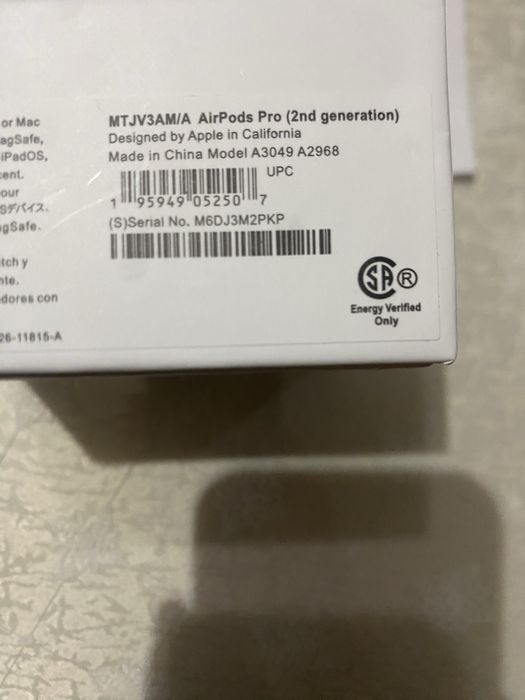 or Mac
agSafe,
iPadOS,
cent.
our
Sデバイス.
gSafe.
tch y
nte,
dores con
26-11815-A
MTJV3AM/A AirPods Pro (2nd generation)
Designed by Apple in California
Made in China Model A3049 A2968
UPC
1 95949 05250 7
(S)Serial No. M6DJ3M2PKP
SA ®
Energy Verified
Only